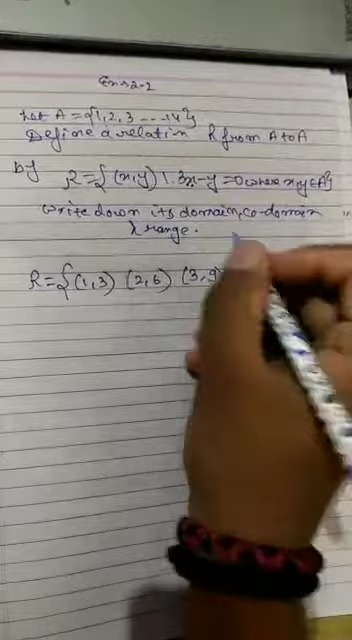 Ex:- 2.2
Let A = {1, 2, 3 ... 14}
Define a relation R from A to A
by R = {(x, y) | 3x - y = 0 where x, y ∈ A}
write down its domain, co-domain
& range.
R = { (1, 3) (2, 6) (3, 9